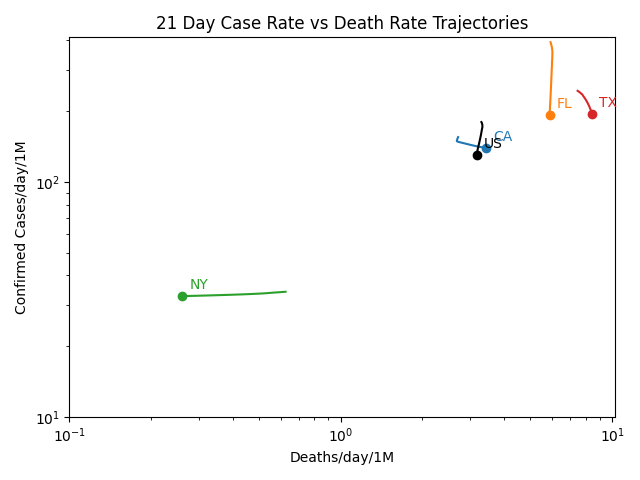 21 Day Case Rate vs Death Rate Trajectories
Confirmed Cases/day/1M
10²
10¹
FL
TX
CA
US
NY
10⁻¹
10⁰
10¹
Deaths/day/1M